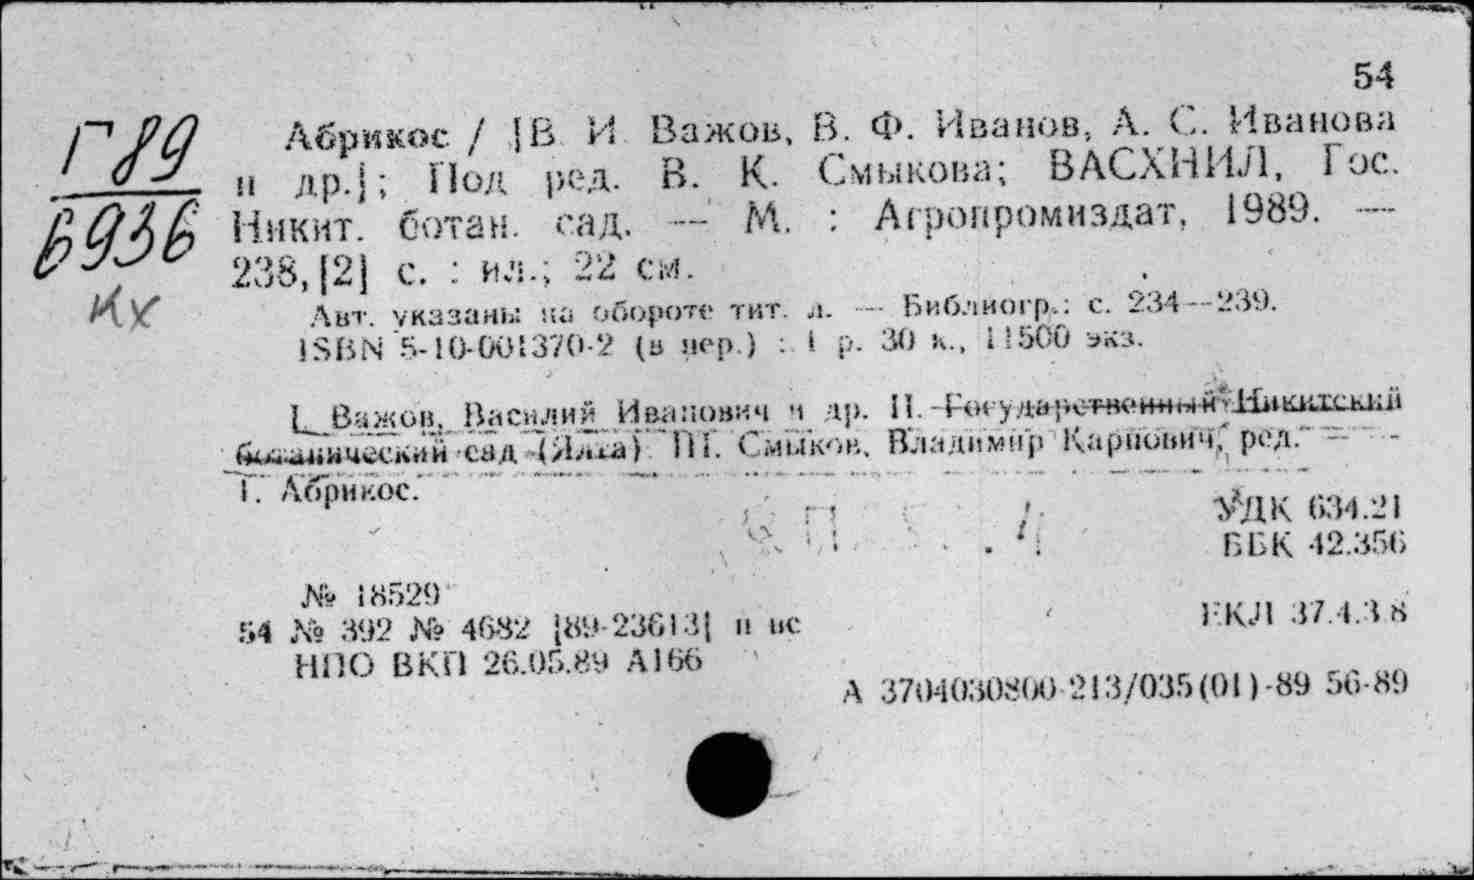 54
Г89
6936
Их
Абрикос / [В. И. Важов, В. Ф. Иванов, А. С. Иванова
и др.]; Под ред. В. К. Смыкова; ВАСХНИЛ, Гос.
Никит. ботан. сад. — М. : Агропромиздат, 1989. —
238,[2] с. : ил.; 22 см.
Авт. указаны на обороте тит. л. — Библиогр.: с. 234—239.
ISBN 5-10-001370-2 (в пер.) : 1 р. 30 к., 11500 экз.
I. Важов, Василий Иванович и др. II. Государственный Никитский
ботанический сад (Ялта) III. Смыков, Владимир Карпович, ред. —
1. Абрикос.
УДК 634.21
ББК 42.356
№ 18529
54 № 392 № 4682 [89-23613] п ис
ЕКЛ 37.4.3.8
НПО ВКП 26.05.89 А166
А 3704030800-213/035(01)-89 56-89